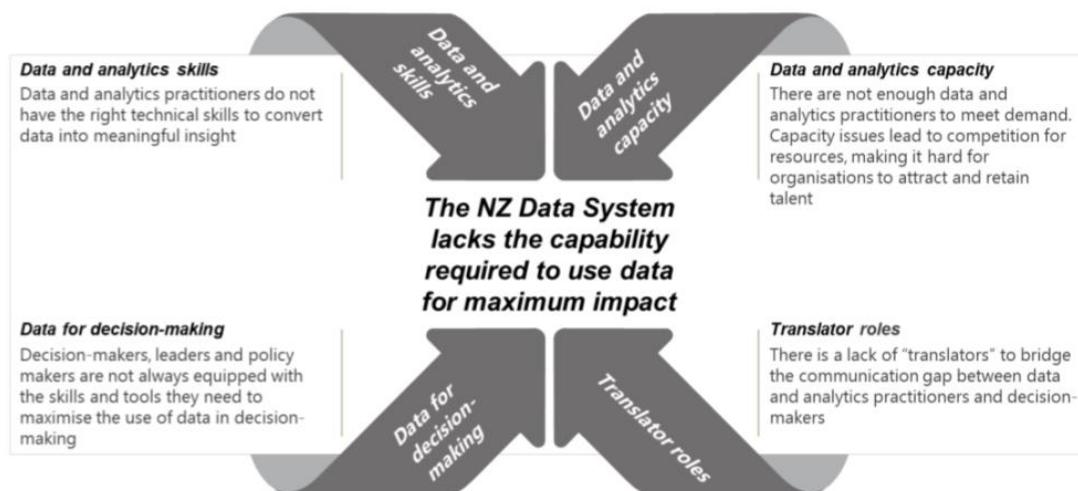 Data and analytics skills
Data and analytics practitioners do not
have the right technical skills to convert
data into meaningful insight
Data and
analytics
skills
Data and
analytics
capacity
Data and analytics capacity
There are not enough data and
analytics practitioners to meet demand.
Capacity issues lead to competition for
resources, making it hard for
organisations to attract and retain
talent
The NZ Data System
lacks the capability
required to use data
for maximum impact
Data for decision-making
Decision-makers, leaders and policy
makers are not always equipped with
the skills and tools they need to
maximise the use of data in decision-
making
Data for
decision-
making
Translator roles
Translator roles
There is a lack of “translators” to bridge
the communication gap between data
and analytics practitioners and decision-
makers